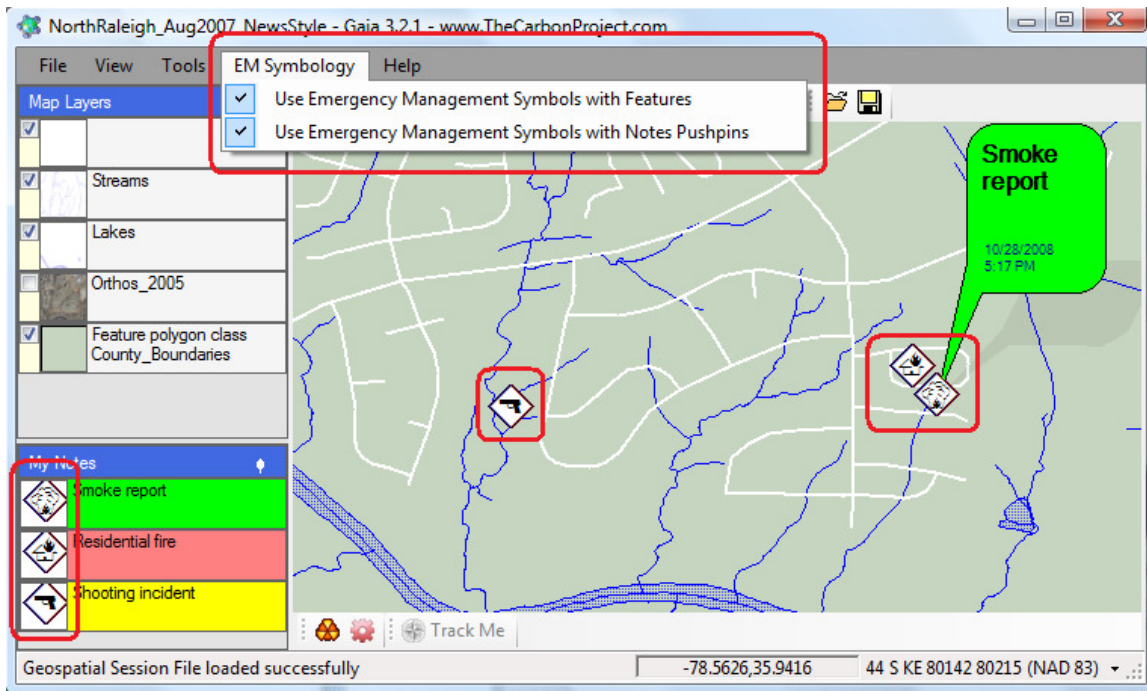 NorthRaleigh_Aug2007_NewsStyle - Gaia 3.2.1 - www.TheCarbonProject.com
File View Tools EM Symbology Help
Use Emergency Management Symbols with Features
Use Emergency Management Symbols with Notes Pushpins
Map Layers
Streams
Lakes
Orthos_2005
Feature polygon class
County_Boundaries
Smoke
report
10/28/2008
5:17 PM
My Notes
Smoke report
Residential fire
Shooting incident
Track Me
Geospatial Session File loaded successfully
-78.5626,35.9416
44 S KE 80142 80215 (NAD 83)